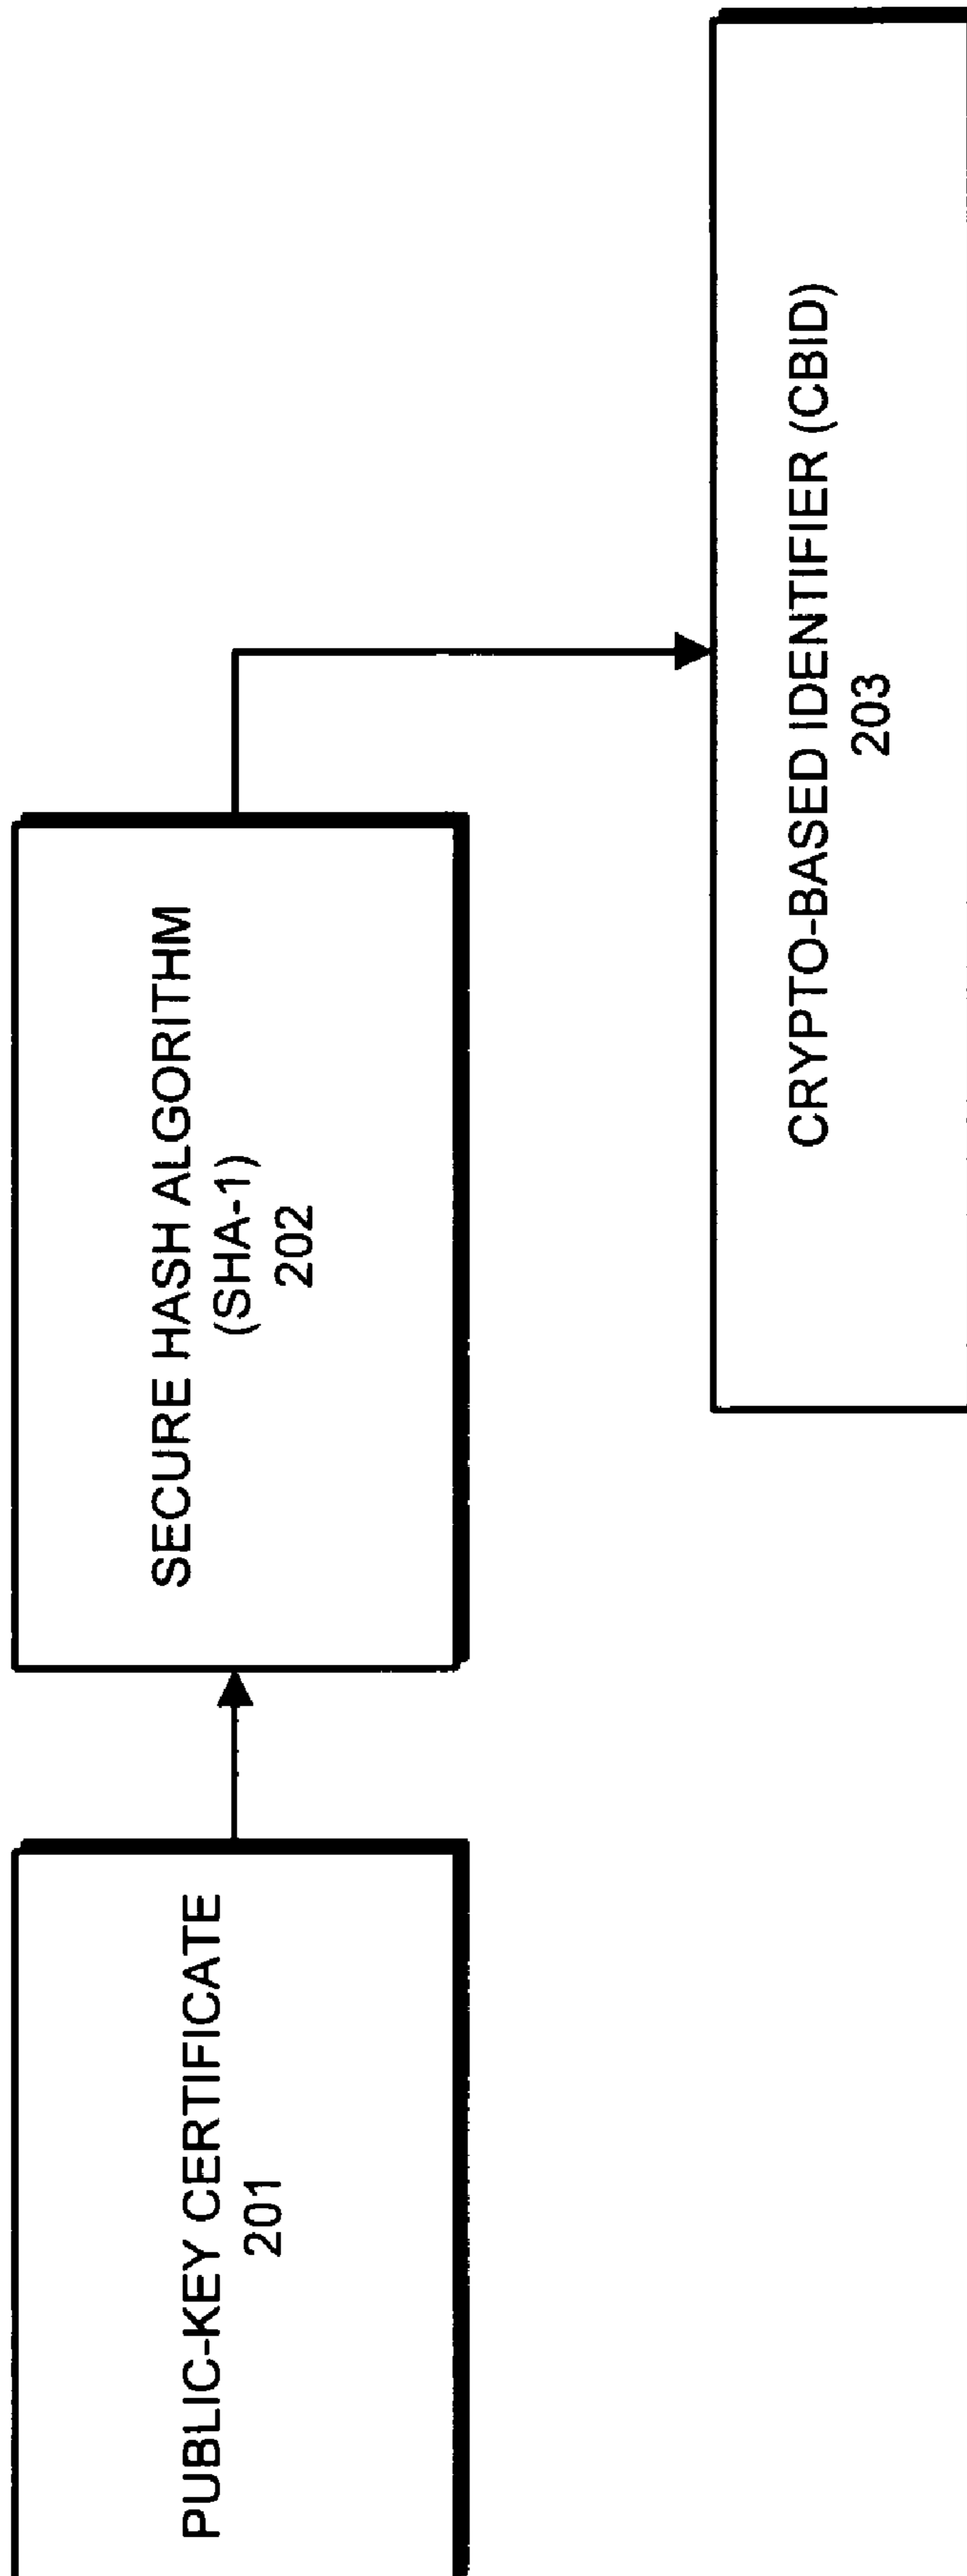 PUBLIC-KEY CERTIFICATE
201
SECURE HASH ALGORITHM
(SHA-1)
202
CRYPTO-BASED IDENTIFIER (CBID)
203